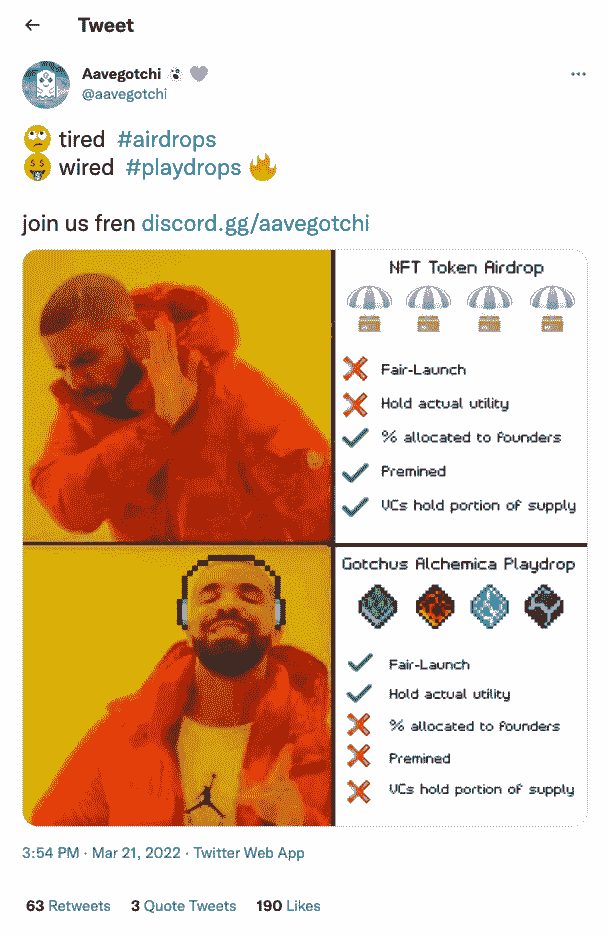 Tweet
Aavegotchi
@aavegotchi
tired #airdrops
wired #playdrops
join us fren discord.gg/aavegotchi
NFT Token Airdrop
Fair-Launch
Hold actual utility
% allocated to founders
Premined
VCs hold portion of supply
Gotchus Alchemica Playdrop
Fair-Launch
Hold actual utility
% allocated to founders
Premined
VCs hold portion of supply
3:54 PM · Mar 21, 2022 · Twitter Web App
63 Retweets 3 Quote Tweets 190 Likes